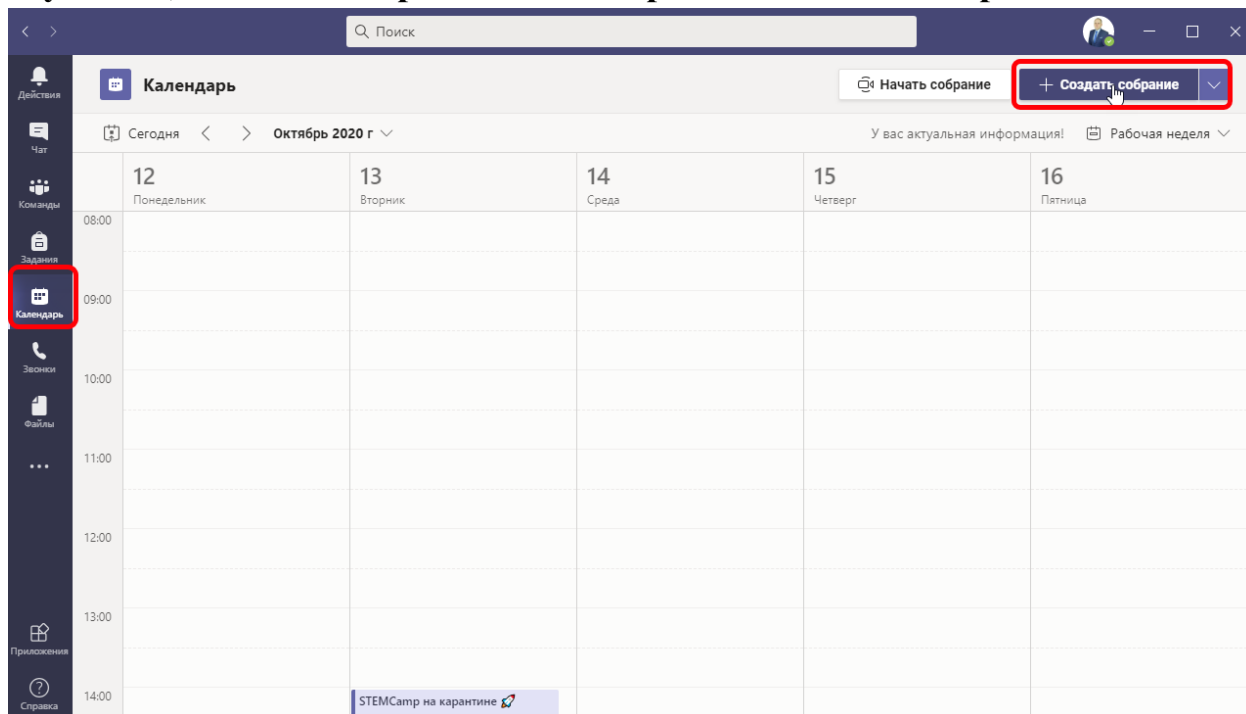 Поиск
Действия
Календарь
Начать собрание
+ Создать собрание
Чат
Сегодня
Октябрь 2020 г
У вас актуальная информация!
Рабочая неделя
Команды
12
Понедельник
13
Вторник
14
Среда
15
Четверг
16
Пятница
08:00
Задания
09:00
Календарь
Звонки
10:00
Файлы
11:00
12:00
13:00
Приложения
14:00
STEMCamp на карантине 🚀
Справка